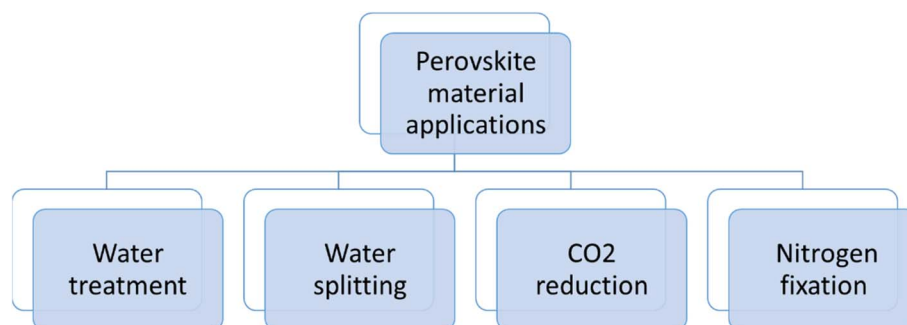 Perovskite
material
applications
Water
treatment
Water
splitting
CO2
reduction
Nitrogen
fixation